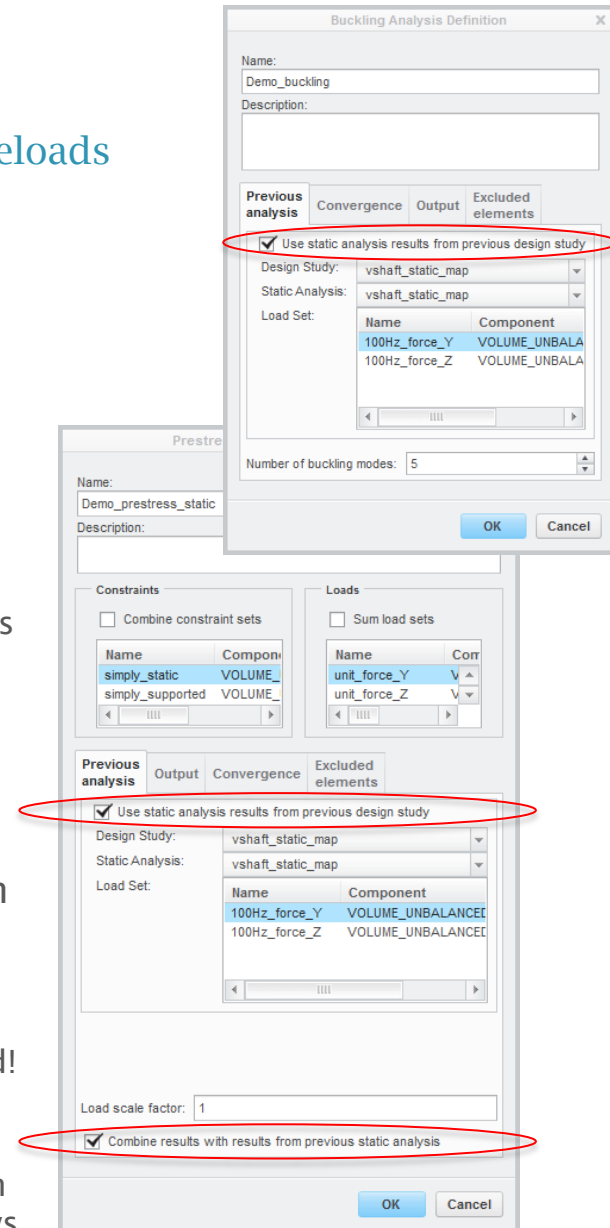 Buckling Analysis Definition X
Name:
Demo_buckling
Description:
eloads
Previous analysis Convergence Output Excluded elements
Use static analysis results from previous design study
Design Study: vshaft_static_map
Static Analysis: vshaft_static_map
Load Set:
Name Component
100Hz_force_Y VOLUME_UNBALA
100Hz_force_Z VOLUME_UNBALA
Number of buckling modes: 5
OK Cancel
Prestre
Name:
Demo_prestress_static
Description:
Constraints Loads
Combine constraint sets Sum load sets
s
Name Compon Name Com
simply_static VOLUME_ unit_force_Y V
simply_supported VOLUME_ unit_force_Z V
Previous analysis Output Convergence Excluded elements
Use static analysis results from previous design study
Design Study: vshaft_static_map
Static Analysis: vshaft_static_map
Load Set:
n
Name Component
100Hz_force_Y VOLUME_UNBALANCED
100Hz_force_Z VOLUME_UNBALANCED
d!
Load scale factor: 1
Combine results with results from previous static analysis
n
OK Cancel
ys